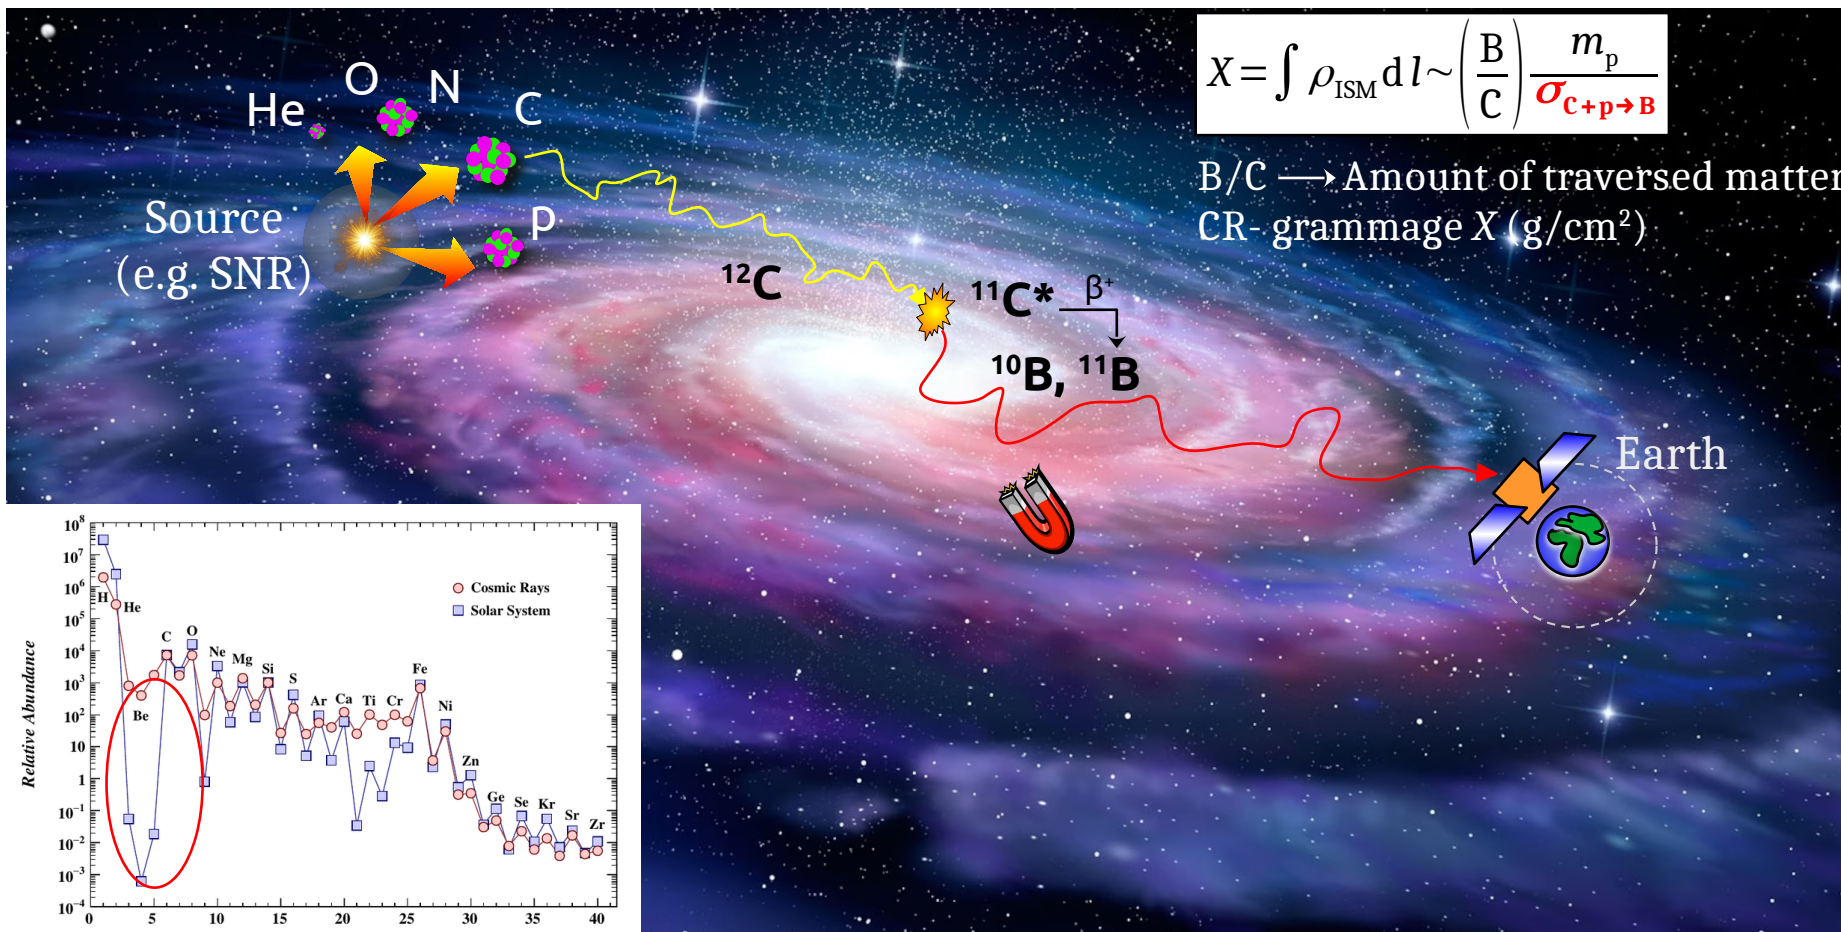 X = ∫ ρ_ISM d l ~ (B/C) m_p / σ_C+p→B
B/C ⟶ Amount of traversed matter
CR- grammage X (g/cm²)
He
O
N
C
p
Source
(e.g. SNR)
¹²C
¹¹C*
β⁺
¹⁰B, ¹¹B
Earth
Relative Abundance
10⁸
10⁷
10⁶
10⁵
10⁴
10³
10²
10
1
10⁻¹
10⁻²
10⁻³
10⁻⁴
0 5 10 15 20 25 30 35 40
Cosmic Rays
Solar System
H
He
Be
C
O
Ne
Mg
Si
S
Ar
Ca
Ti
Cr
Fe
Ni
Zn
Ge
Se
Kr
Sr
Zr